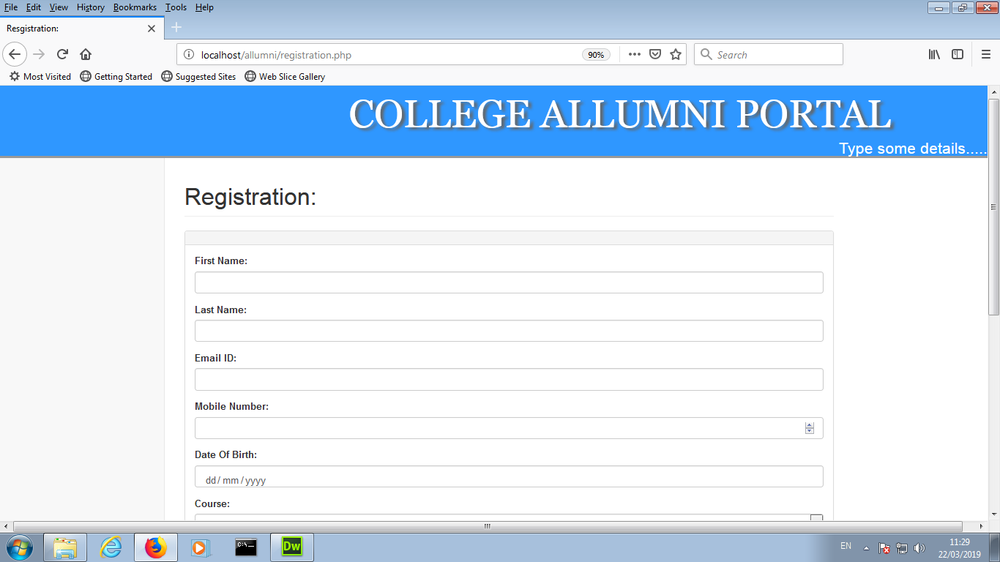 File Edit View History Bookmarks Tools Help
Resgistration:
localhost/allumni/registration.php 90% Search
Most Visited Getting Started Suggested Sites Web Slice Gallery
COLLEGE ALLUMNI PORTAL
Type some details.....
Registration:
First Name:
Last Name:
Email ID:
Mobile Number:
Date Of Birth:
dd / mm / yyyy
Course:
C:\
Dw
EN
11:29
22/03/2019